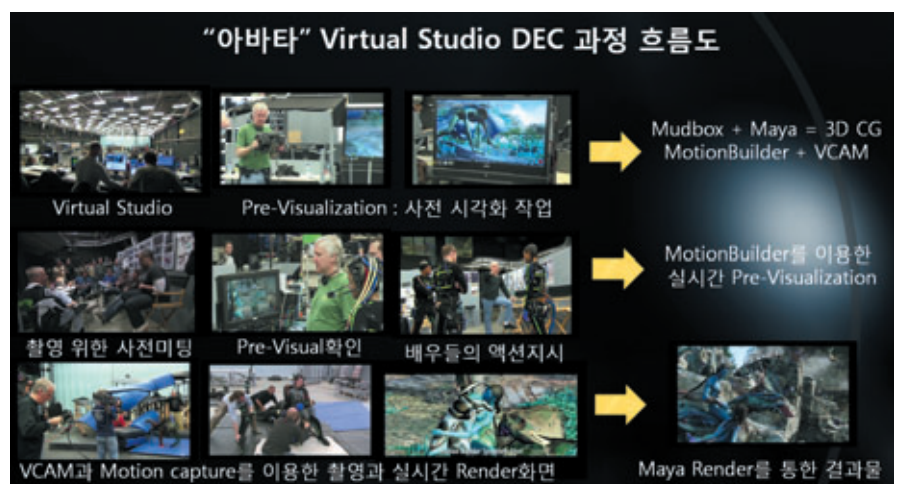 “아바타” Virtual Studio DEC 과정 흐름도
Mudbox + Maya = 3D CG
MotionBuilder + VCAM
Virtual Studio
Pre-Visualization : 사전 시각화 작업
MotionBuilder를 이용한
실시간 Pre-Visualization
촬영 위한 사전미팅
Pre-Visual확인
배우들의 액션지시
VCAM과 Motion capture를 이용한 촬영과 실시간 Render화면
Maya Render를 통한 결과물